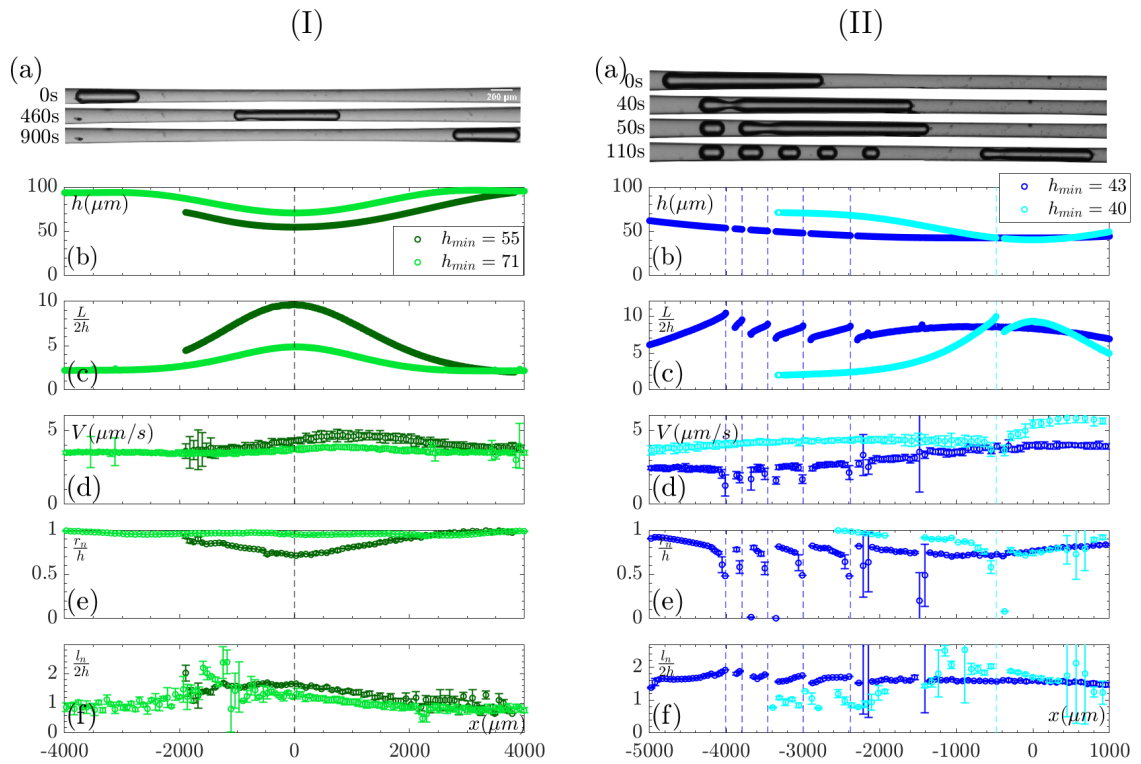 (I)
(a)
0s
200 μm
460s
900s
100
50
0
h(μm)
h_min = 55
h_min = 71
(b)
10
5
0
L/2h
(c)
5
0
V(μm/s)
(d)
1
0.5
0
r_n/h
(e)
2
1
0
l_n/2h
(f)
x(μm)
-4000 -2000 0 2000 4000
(II)
(a)
0s
40s
50s
110s
100
50
0
h(μm)
h_min = 43
h_min = 40
(b)
10
5
0
L/2h
(c)
5
0
V(μm/s)
(d)
1
0.5
0
r_n/h
(e)
2
1
0
l_n/2h
(f)
x(μm)
-5000 -4000 -3000 -2000 -1000 0 1000